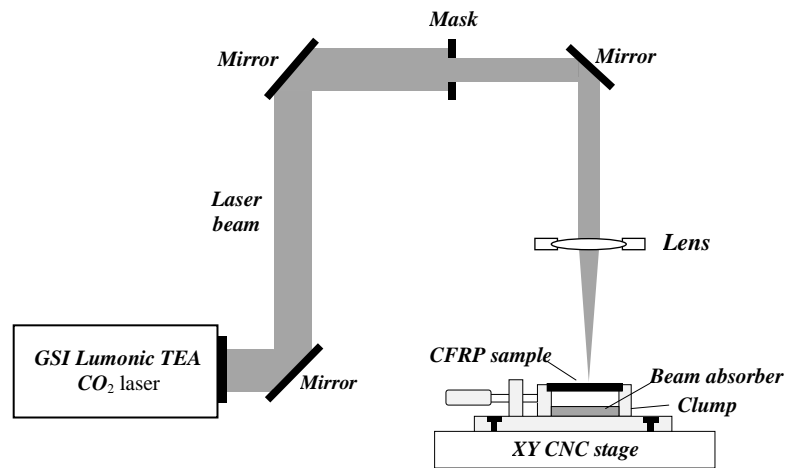 Mask
Mirror
Mirror
Laser
beam
Lens
GSI Lumonic TEA
CO₂ laser
Mirror
CFRP sample
Beam absorber
Clump
XY CNC stage